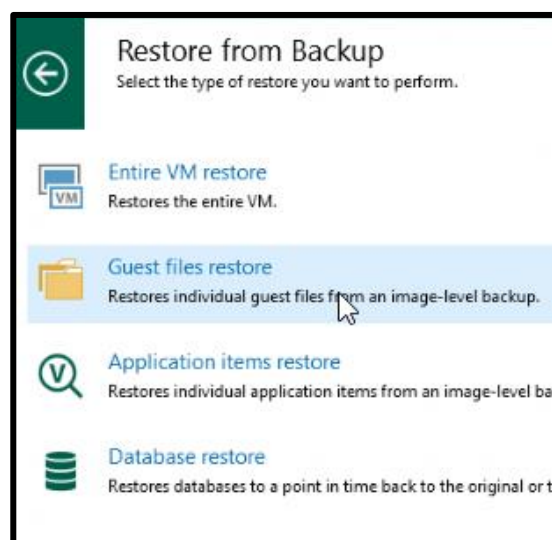 Restore from Backup
Select the type of restore you want to perform.
Entire VM restore
VM
Restores the entire VM.
Guest files restore
Restores individual guest files from an image-level backup.
Application items restore
Restores individual application items from an image-level ba
Database restore
Restores databases to a point in time back to the original or t